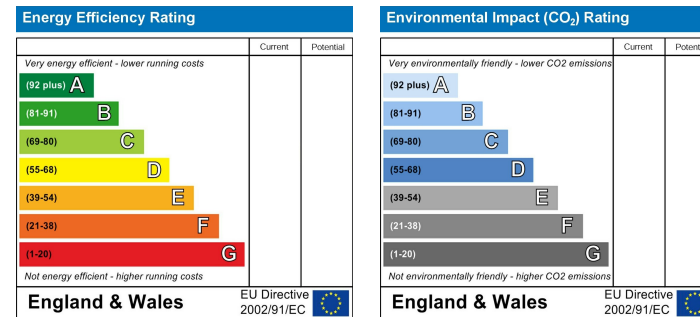 Energy Efficiency Rating
Current Potential
Very energy efficient - lower running costs
(92 plus) A
(81-91) B
(69-80) C
(55-68) D
(39-54) E
(21-38) F
(1-20) G
Not energy efficient - higher running costs
England & Wales
EU Directive
2002/91/EC
Environmental Impact (CO₂) Rating
Current Potent
Very environmentally friendly - lower CO2 emissions
(92 plus) A
(81-91) B
(69-80) C
(55-68) D
(39-54) E
(21-38) F
(1-20) G
Not environmentally friendly - higher CO2 emissions
England & Wales
EU Directive
2002/91/EC